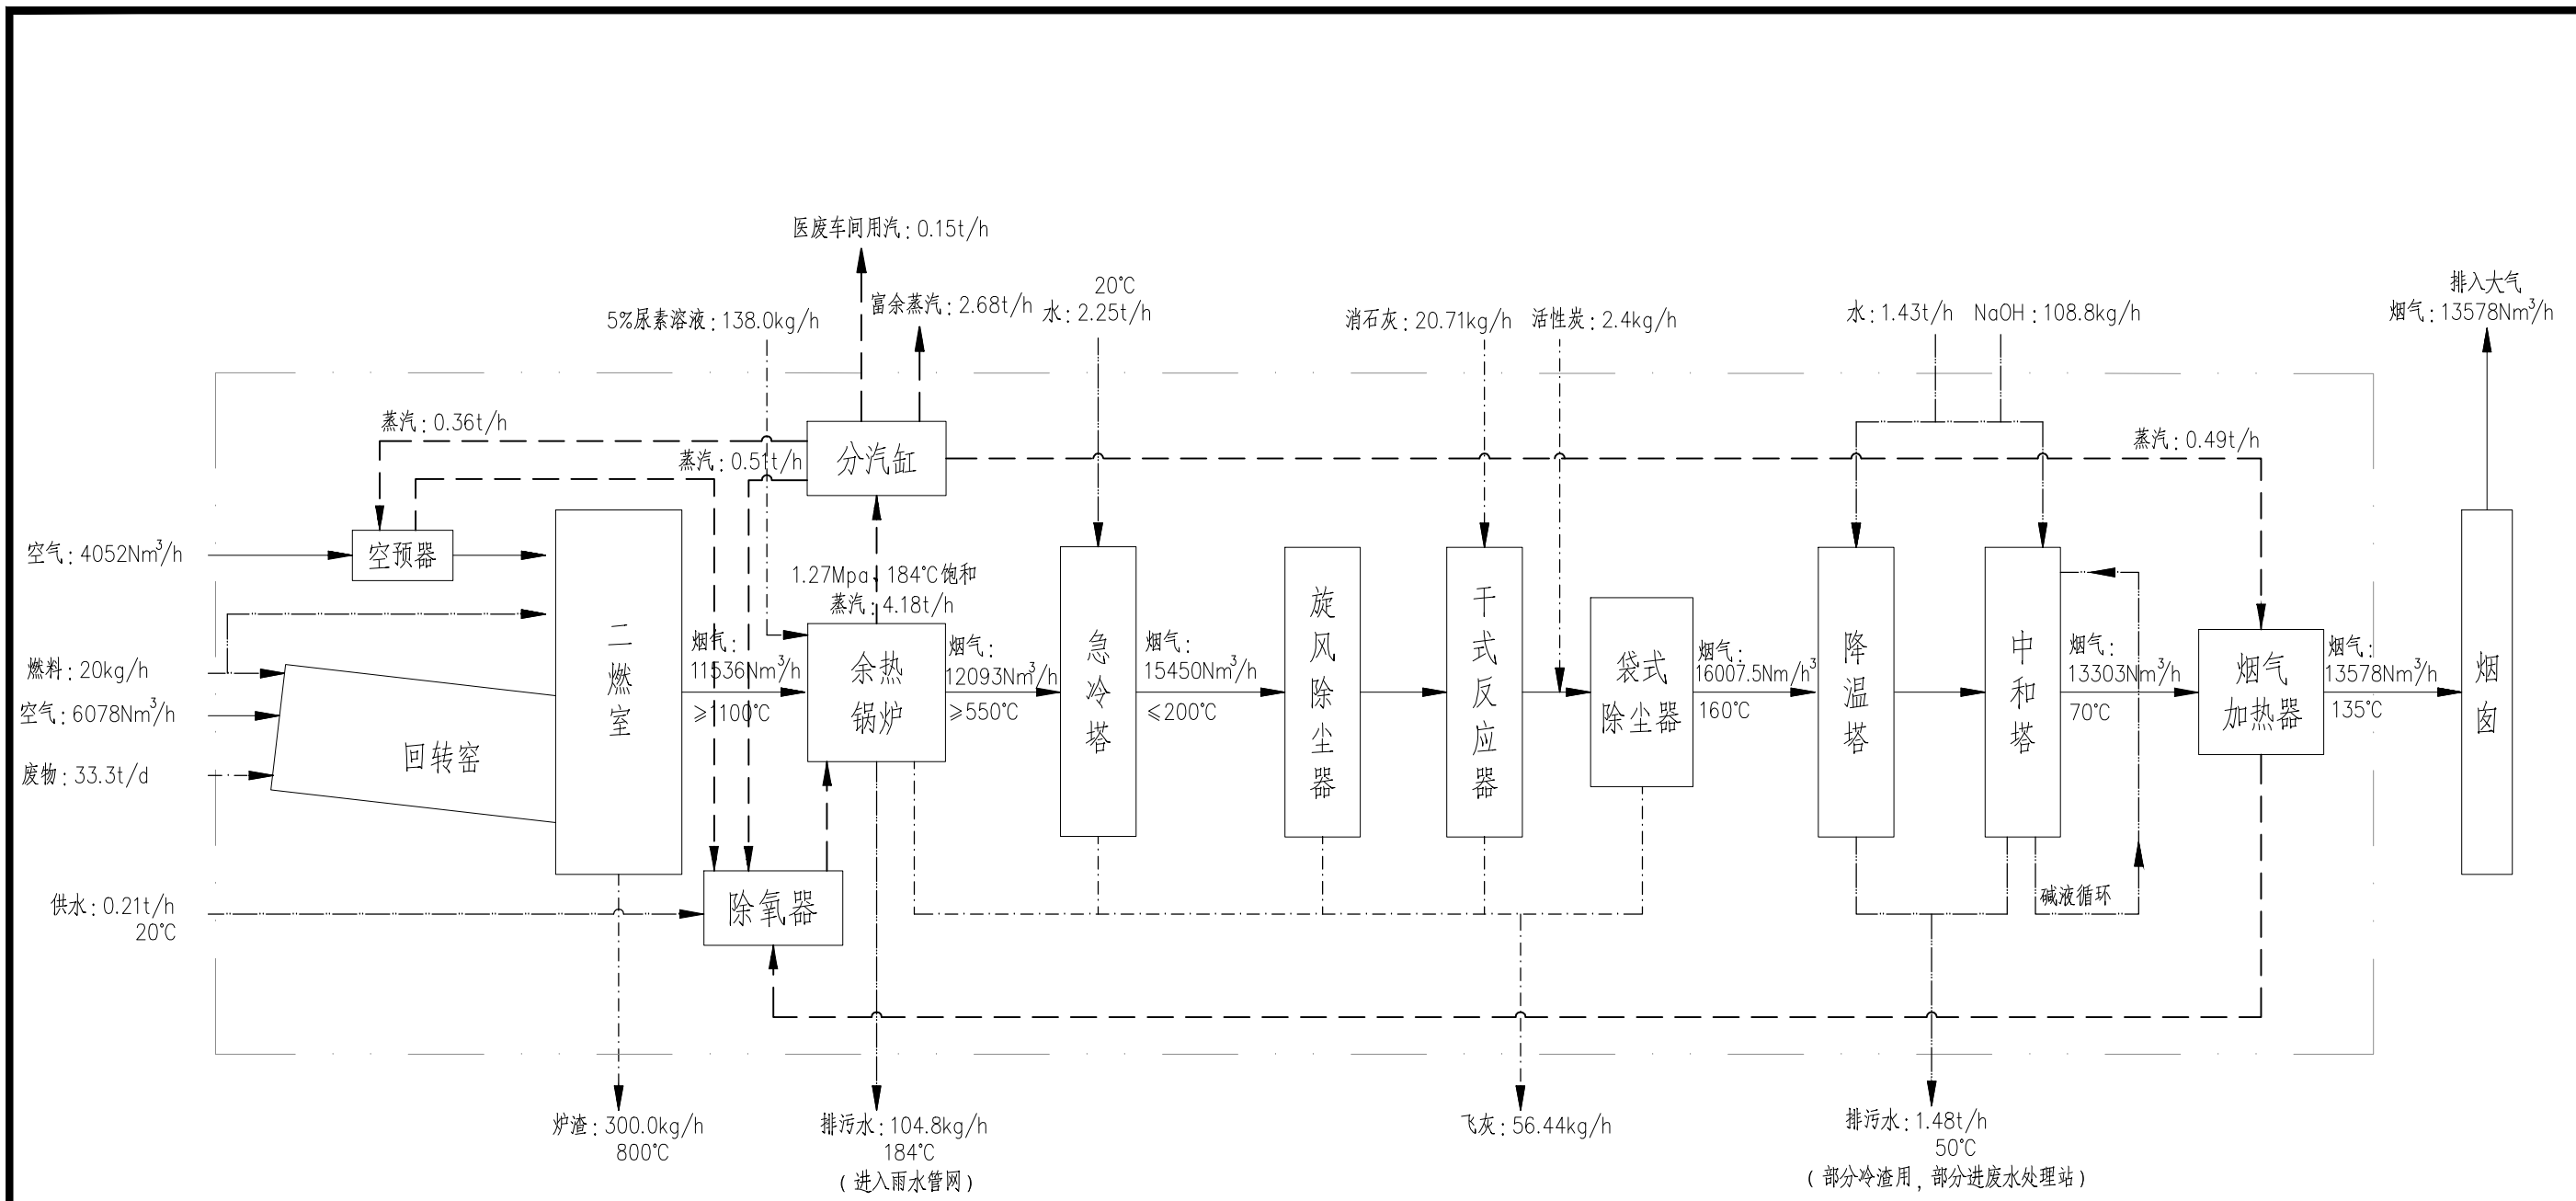 医废车间用汽：0.15t/h
富余蒸汽：2.68t/h
5%尿素溶液：138.0kg/h
20℃
水：2.25t/h
消石灰：20.71kg/h
活性炭：2.4kg/h
水：1.43t/h
NaOH：108.8kg/h
排入大气
烟气：13578Nm³/h
蒸汽：0.36t/h
蒸汽：0.51t/h
分汽缸
蒸汽：0.49t/h
空气：4052Nm³/h
空预器
1.27Mpa、184℃饱和
蒸汽：4.18t/h
燃料：20kg/h
空气：6078Nm³/h
废物：33.3t/d
回转窑
二燃室
烟气：
11536Nm³/h
≥1100℃
余热
锅炉
烟气：
12093Nm³/h
≥550℃
急冷塔
烟气：
15450Nm³/h
≤200℃
旋风除尘器
干式反应器
袋式
除尘器
烟气：
16007.5Nm/h³
160℃
降温塔
中和塔
烟气：
13303Nm³/h
70℃
烟气
加热器
烟气：
13578Nm³/h
135℃
烟囱
供水：0.21t/h
20℃
除氧器
碱液循环
炉渣：300.0kg/h
800℃
排污水：104.8kg/h
184℃
（进入雨水管网）
飞灰：56.44kg/h
排污水：1.48t/h
50℃
（部分冷渣用，部分进废水处理站）